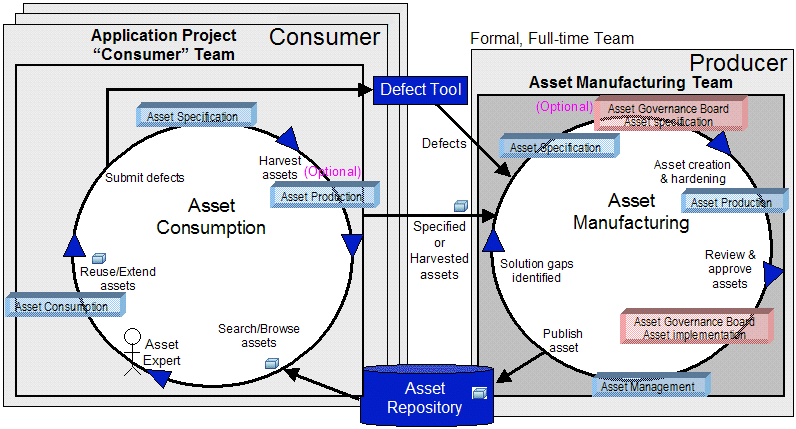 Application Project
“Consumer” Team
Consumer
Asset Specification
Harvest
assets
(Optional)
Asset Production
Submit defects
Asset
Consumption
Reuse/Extend
assets
Asset Consumption
Search/Browse
assets
Asset
Expert
Defect Tool
Defects
Specified
or
Harvested
assets
Asset
Repository
Formal, Full-time Team
Producer
Asset Manufacturing Team
(Optional)
Asset Governance Board
Asset specification
Asset Specification
Asset creation
& hardening
Asset Production
Asset
Manufacturing
Solution gaps
identified
Review &
approve
assets
Asset Governance Board
Asset implementation
Publish
asset
Asset Management